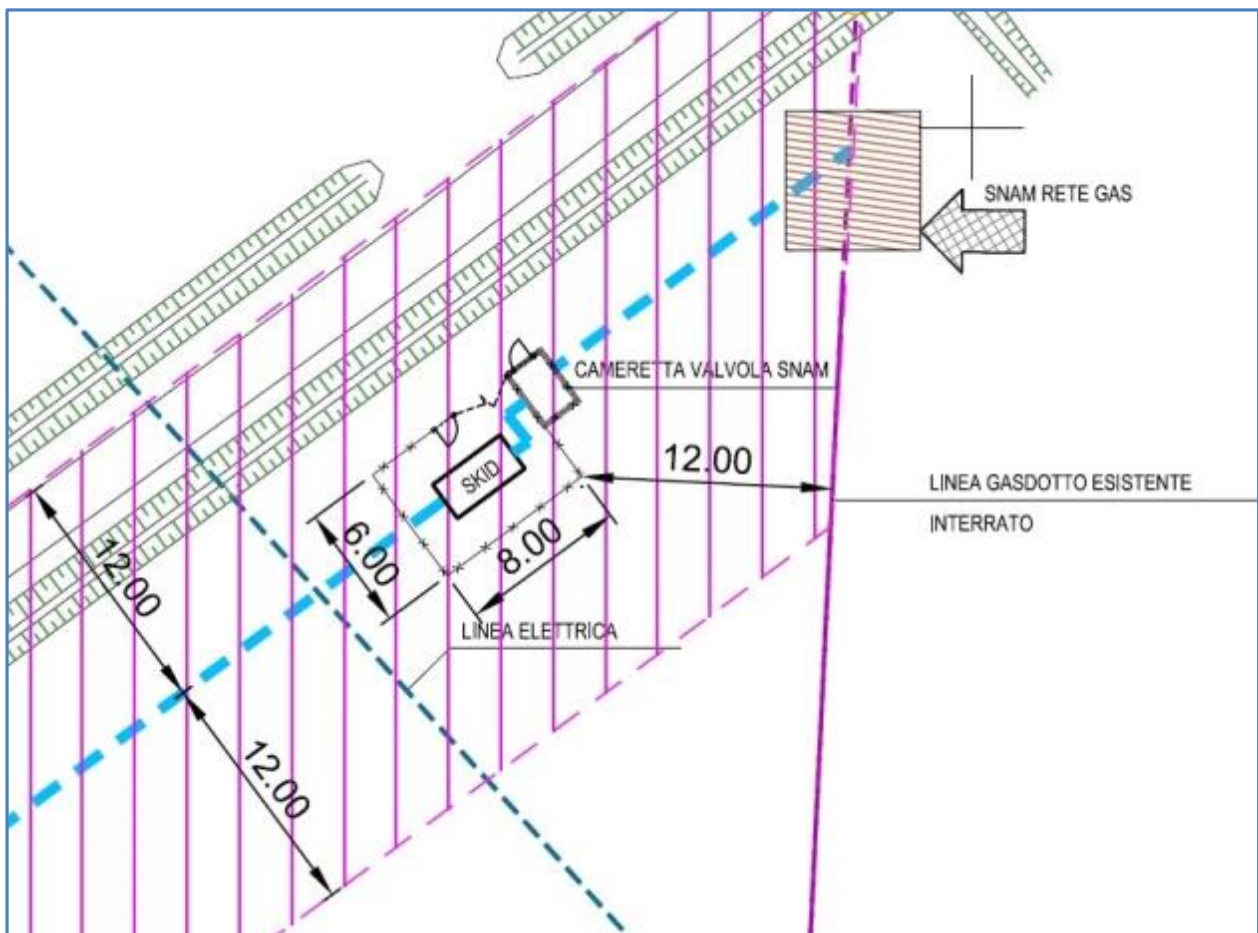 SNAM RETE GAS
CAMERETTA VALVOLA SNAM
12.00
SKID
LINEA GASDOTTO ESISTENTE
INTERRATO
6.00
8.00
12.00
LINEA ELETTRICA
12.00